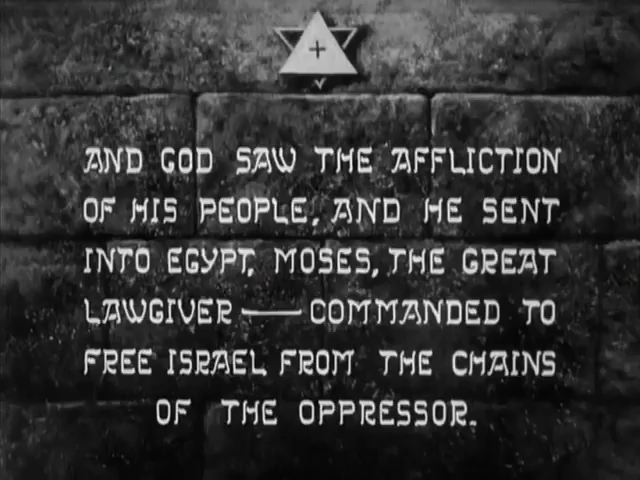 AND GOD SAW THE AFFLICTION
OF HIS PEOPLE, AND HE SENT
INTO EGYPT, MOSES, THE GREAT
LAWGIVER — COMMANDED TO
FREE ISRAEL FROM THE CHAINS
OF THE OPPRESSOR.